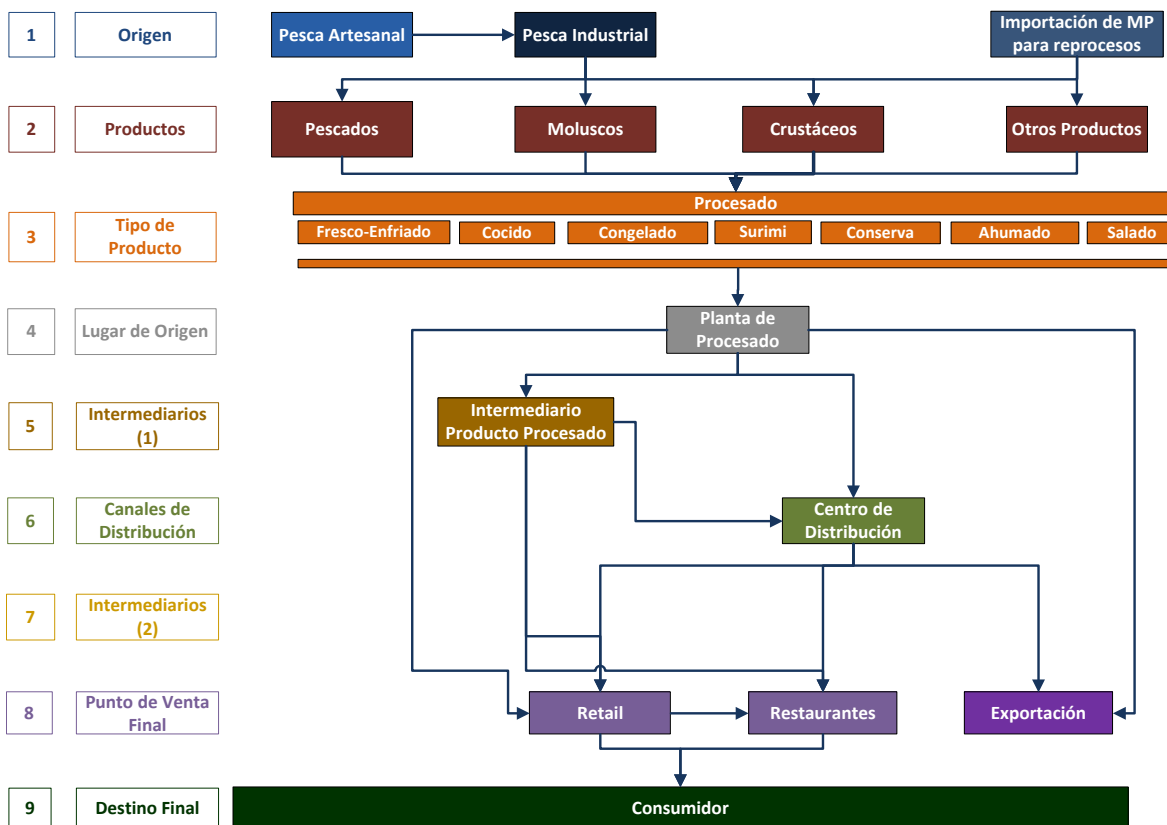 1
Origen
Pesca Artesanal
Pesca Industrial
Importación de MP
para reprocesos
2
Productos
Pescados
Moluscos
Crustáceos
Otros Productos
Procesado
3
Tipo de
Producto
Fresco-Enfriado
Cocido
Congelado
Surimi
Conserva
Ahumado
Salado
4
Lugar de Origen
Planta de
Procesado
5
Intermediarios
(1)
Intermediario
Producto Procesado
6
Canales de
Distribución
Centro de
Distribución
7
Intermediarios
(2)
8
Punto de Venta
Final
Retail
Restaurantes
Exportación
9
Destino Final
Consumidor